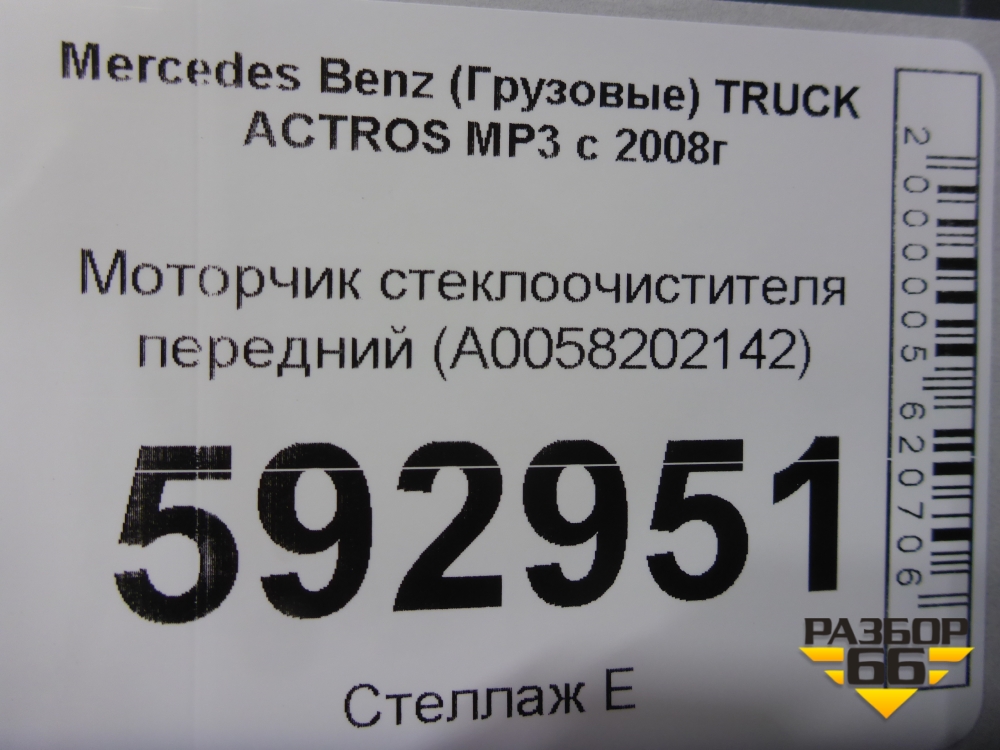 Mercedes Benz (Грузовые) TRUCK
ACTROS MP3 с 2008г
Моторчик стеклоочистителя
передний (A0058202142)
592951
Стеллаж E
2000005620706
РАЗБОР
66